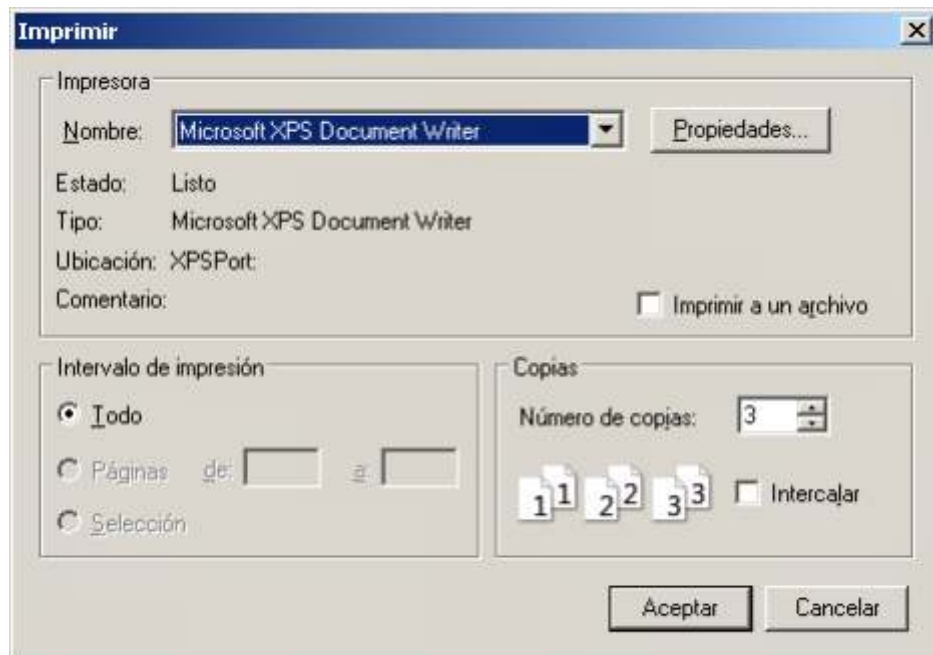 Imprimir
Impresora
Nombre: Microsoft XPS Document Writer Propiedades...
Estado: Listo
Tipo: Microsoft XPS Document Writer
Ubicación: XPSPort:
Comentario: Imprimir a un archivo
Intervalo de impresión
Todo
Páginas de: a:
Selección
Copias
Número de copias: 3
1 1 2 2 3 3 Intercalar
Aceptar Cancelar